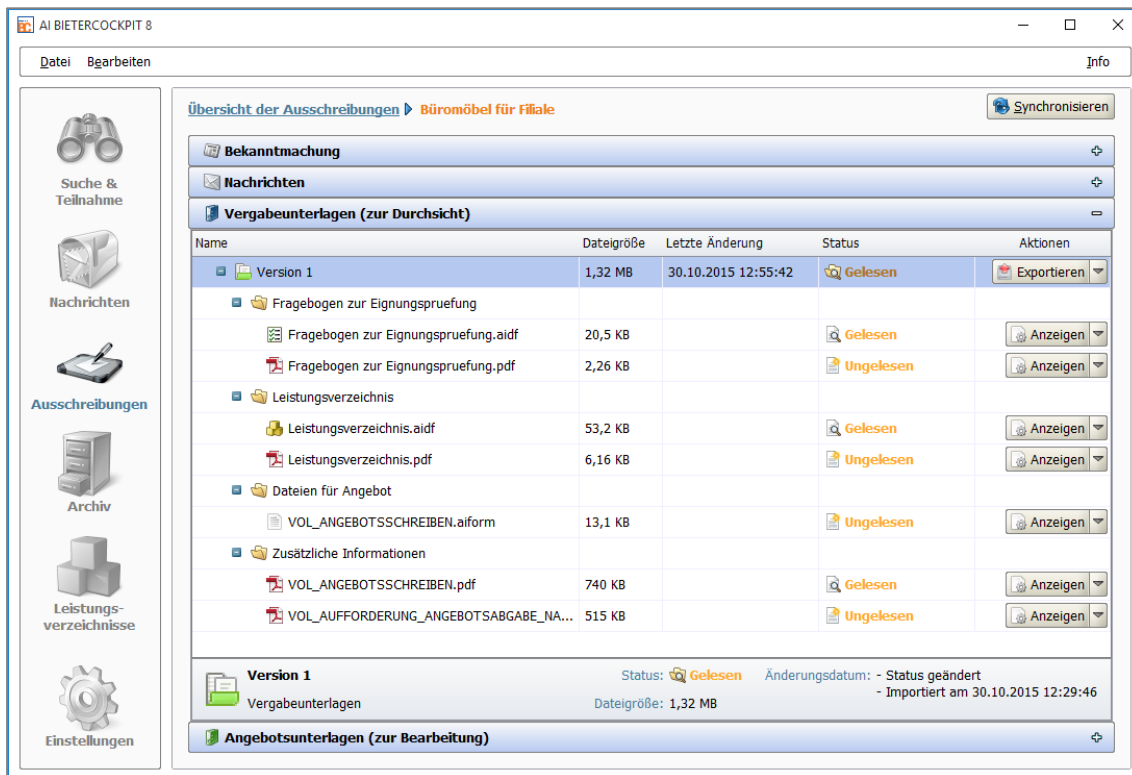 AI BIETERCOCKPIT 8
Datei Bearbeiten Info
Übersicht der Ausschreibungen Büromöbel für Filiale Synchronisieren
Suche &
Teilnahme
Nachrichten
Ausschreibungen
Archiv
Leistungs-
verzeichnisse
Einstellungen
Bekanntmachung
Nachrichten
Vergabeunterlagen (zur Durchsicht)
Name Dateigröße Letzte Änderung Status Aktionen
Version 1 1,32 MB 30.10.2015 12:55:42 Gelesen Exportieren
Fragebogen zur Eignungspruefung
Fragebogen zur Eignungspruefung.aidf 20,5 KB Gelesen Anzeigen
Fragebogen zur Eignungspruefung.pdf 2,26 KB Ungelesen Anzeigen
Leistungsverzeichnis
Leistungsverzeichnis.aidf 53,2 KB Gelesen Anzeigen
Leistungsverzeichnis.pdf 6,16 KB Ungelesen Anzeigen
Dateien für Angebot
VOL_ANGEBOTSSCHREIBEN.aiform 13,1 KB Ungelesen Anzeigen
Zusätzliche Informationen
VOL_ANGEBOTSSCHREIBEN.pdf 740 KB Gelesen Anzeigen
VOL_AUFFORDERUNG_ANGEBOTSABGABE_NA... 515 KB Ungelesen Anzeigen
Version 1 Status: Gelesen Änderungsdatum: - Status geändert
- Importiert am 30.10.2015 12:29:46
Vergabeunterlagen Dateigröße: 1,32 MB
Angebotsunterlagen (zur Bearbeitung)